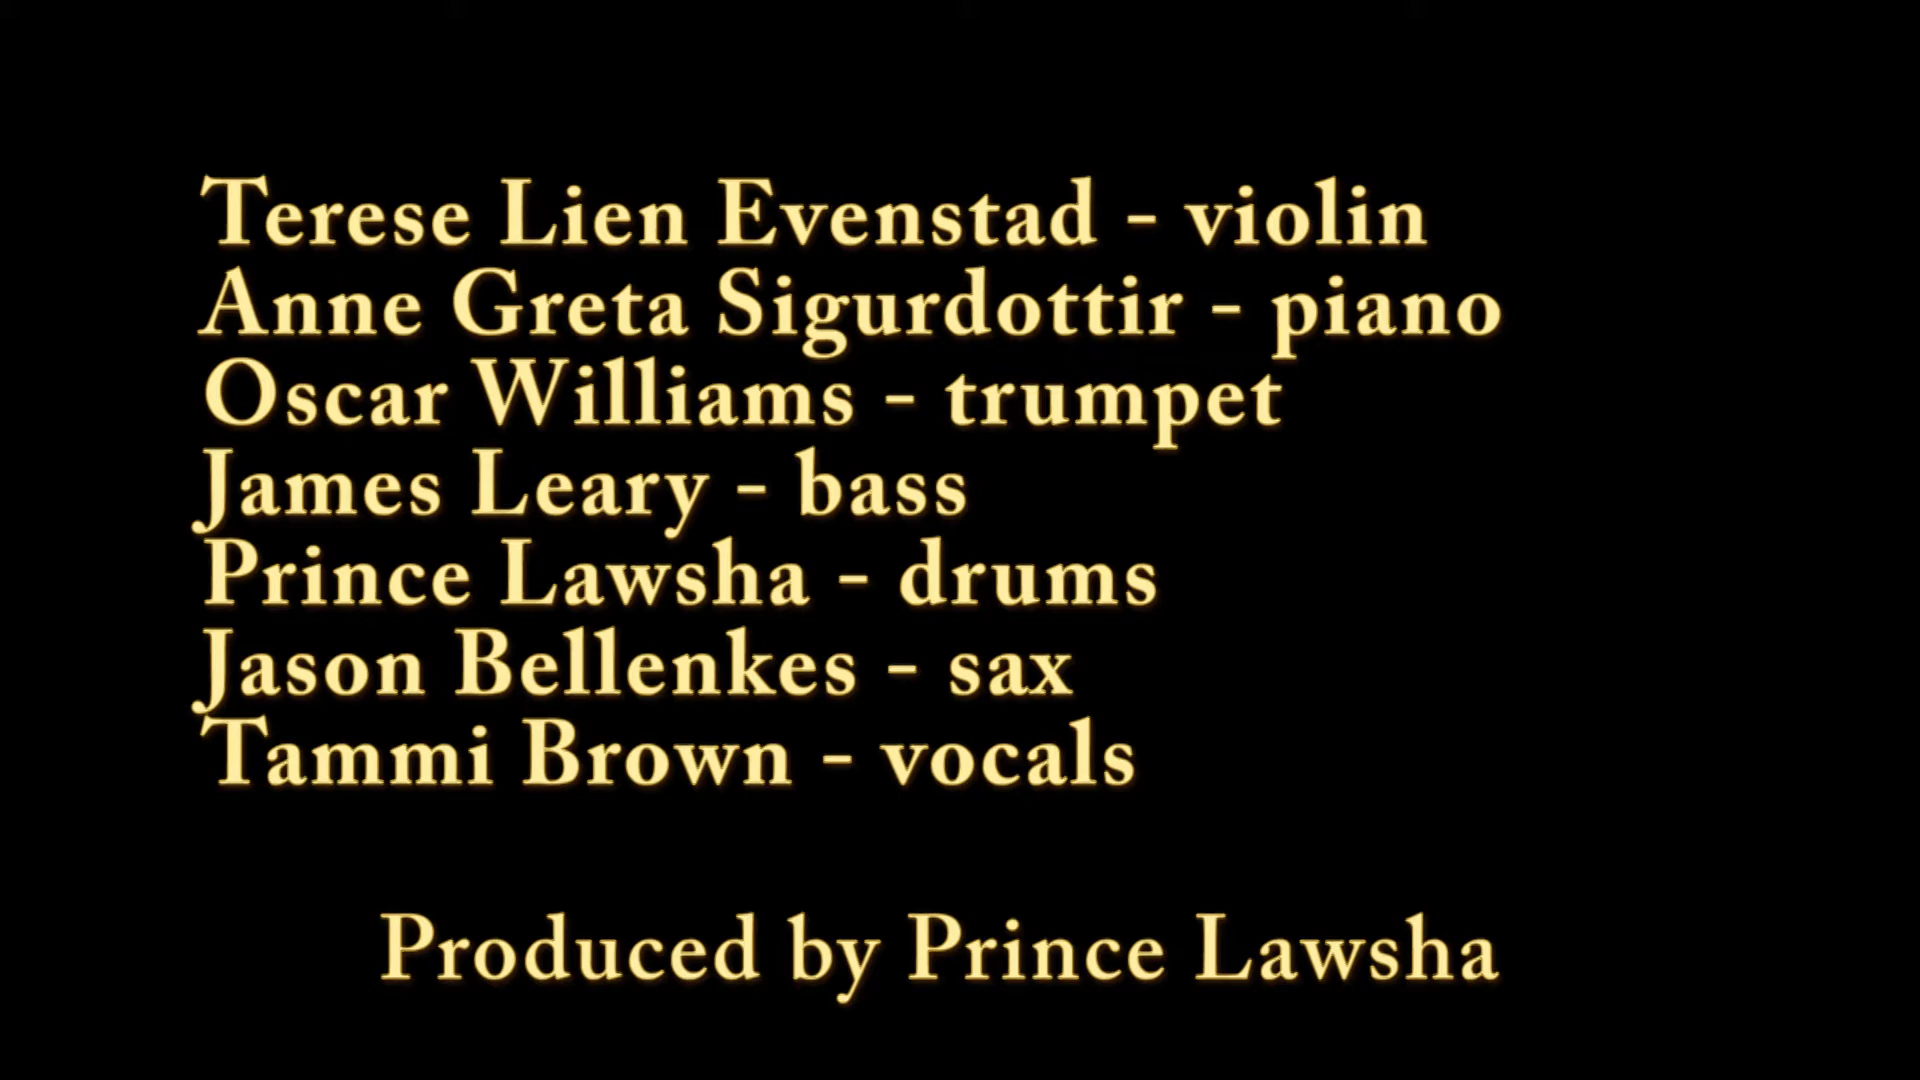 Terese Lien Evenstad - violin
Anne Greta Sigurdottir - piano
Oscar Williams - trumpet
James Leary - bass
Prince Lawsha - drums
Jason Bellenkes - sax
Tammi Brown - vocals
Produced by Prince Lawsha